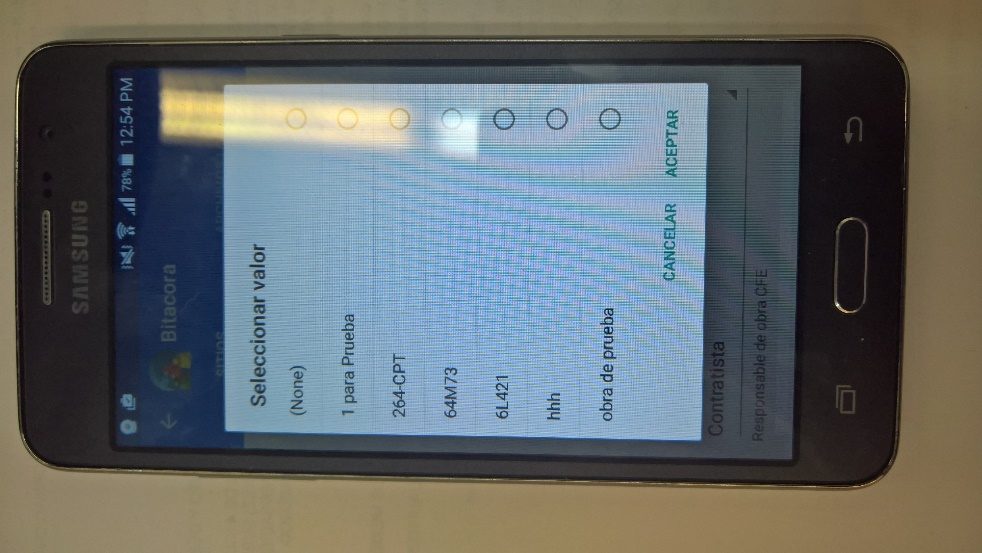 SAMSUNG
78% 12:54 PM
Bitacora
SITIOS
Seleccionar valor
(None)
1 para Prueba
264-CPT
64M73
6L421
hhh
obra de prueba
CANCELAR ACEPTAR
Contratista
Responsable de obra CFE